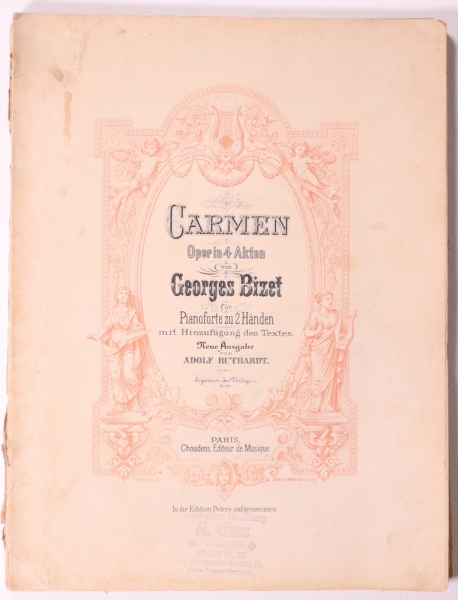 CARMEN
Oper in 4 Akten
von
Georges Bizet
für
Pianoforte zu 2 Händen
mit Hinzufügung des Textes
Neue Ausgabe
von
ADOLF RUTHARDT.
PARIS,
Choudens, Editeur de Musique
In die Edition Peters aufgenommen.
A. Glas